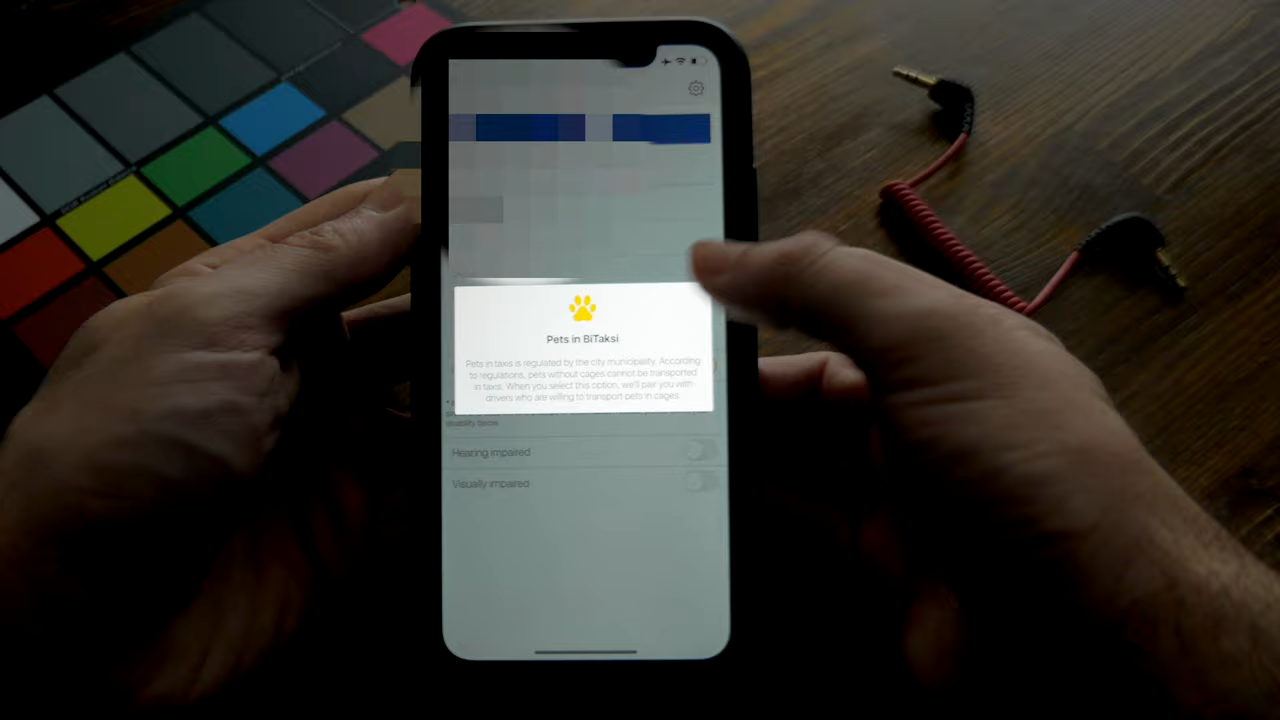 Pets in BiTaksi
Pets in taxis is regulated by the city municipality. According
to regulations, pets without cages cannot be transported
in taxis. When you select this option, we'll pair you with
drivers who are willing to transport pets in cages
disability below.
Hearing impaired
Visually impaired